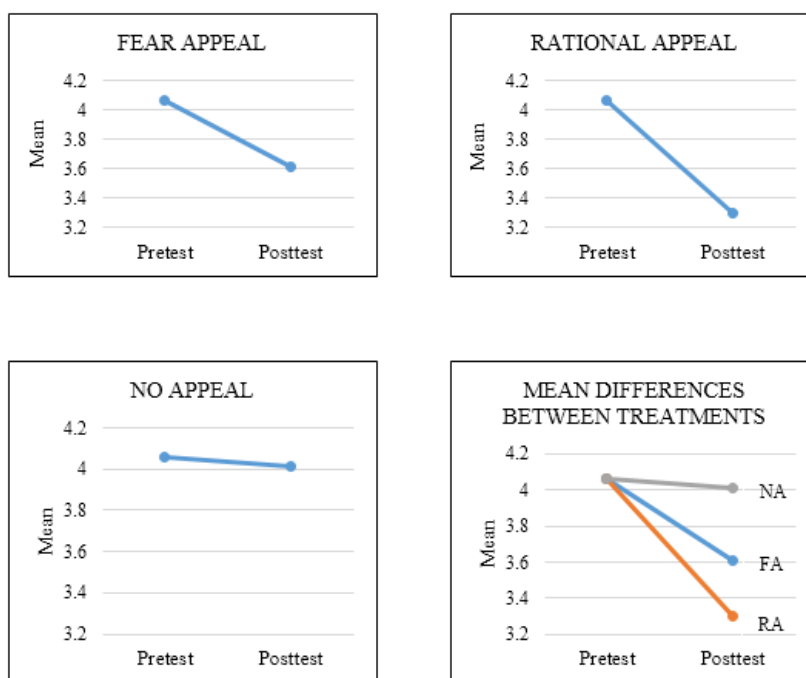 FEAR APPEAL
4.2
4
3.8
3.6
3.4
3.2
Mean
Pretest Posttest
RATIONAL APPEAL
4.2
4
3.8
3.6
3.4
3.2
Mean
Pretest Posttest
NO APPEAL
4.2
4
3.8
3.6
3.4
3.2
Mean
Pretest Posttest
MEAN DIFFERENCES
BETWEEN TREATMENTS
4.2
4
3.8
3.6
3.4
3.2
Mean
NA
FA
RA
Pretest Posttest